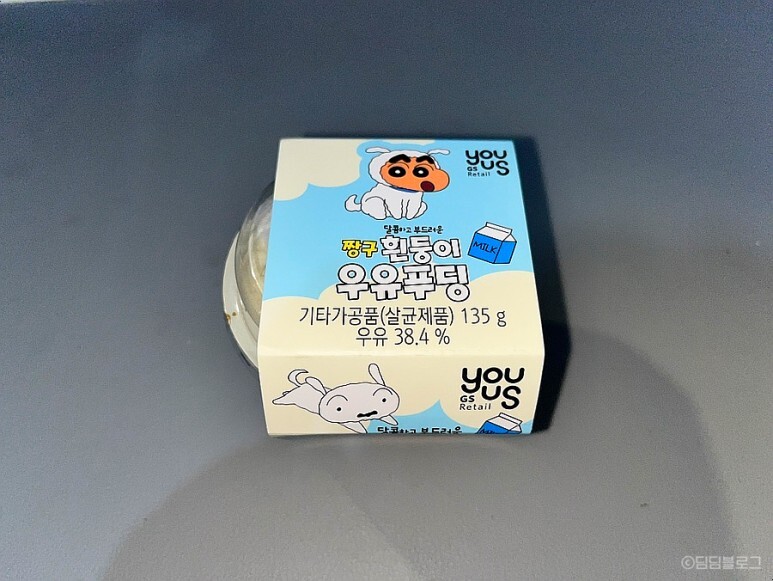 you
us
GS
Retail
달콤하고 부드러운
짱구 흰둥이
MILK
우유푸딩
기타가공품(살균제품) 135 g
우유 38.4 %
you
us
GS
Retail
달콤하고 부드러운
©딤딤블로그